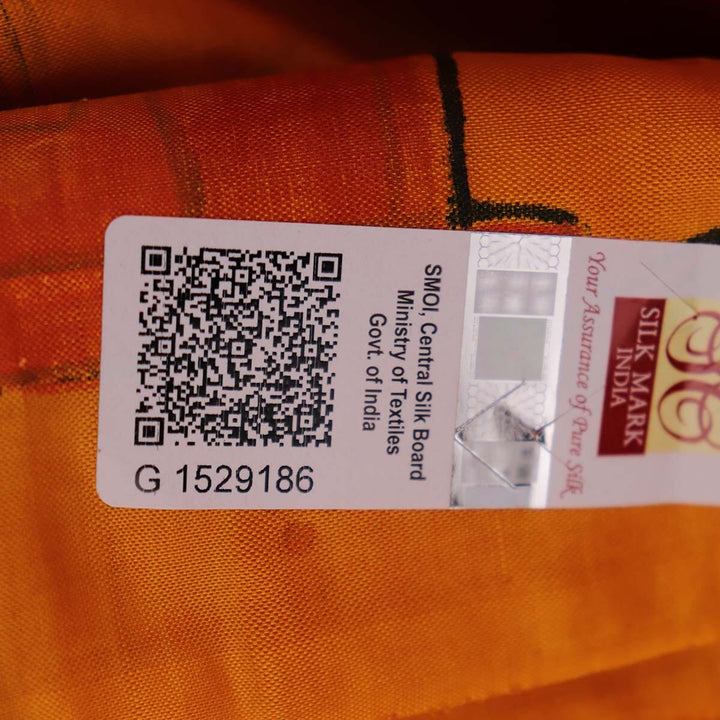 G 1529186
SMOI, Central Silk Board
Ministry of Textiles
Govt. of India
Your Assurance of Pure Silk
SILK MARK
INDIA